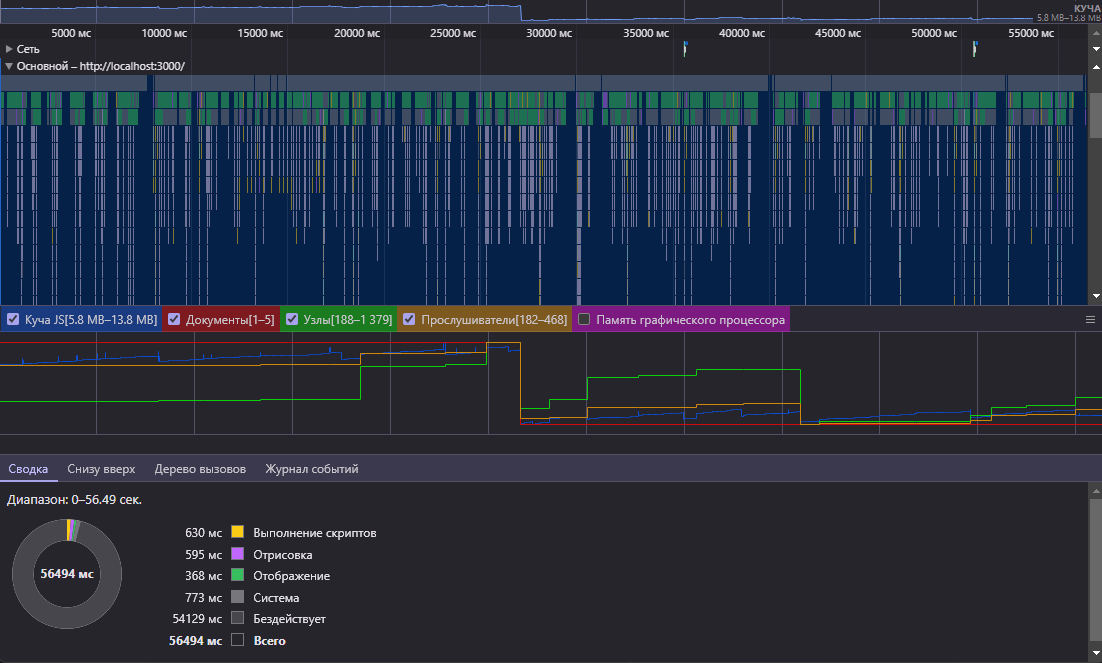 КУЧА
5.8 MB–13.8 MB
5000 мс 10000 мс 15000 мс 20000 мс 25000 мс 30000 мс 35000 мс 40000 мс 45000 мс 50000 мс 55000 мс
Сеть
Основной – http://localhost:3000/
Куча JS[5.8 MB–13.8 MB] Документы[1–5] Узлы[188–1 379] Прослушиватели[182–468] Память графического процессора
Сводка Снизу вверх Дерево вызовов Журнал событий
Диапазон: 0–56.49 сек.
630 мс Выполнение скриптов
595 мс Отрисовка
368 мс Отображение
56494 мс
773 мс Система
54129 мс Бездействует
56494 мс Всего